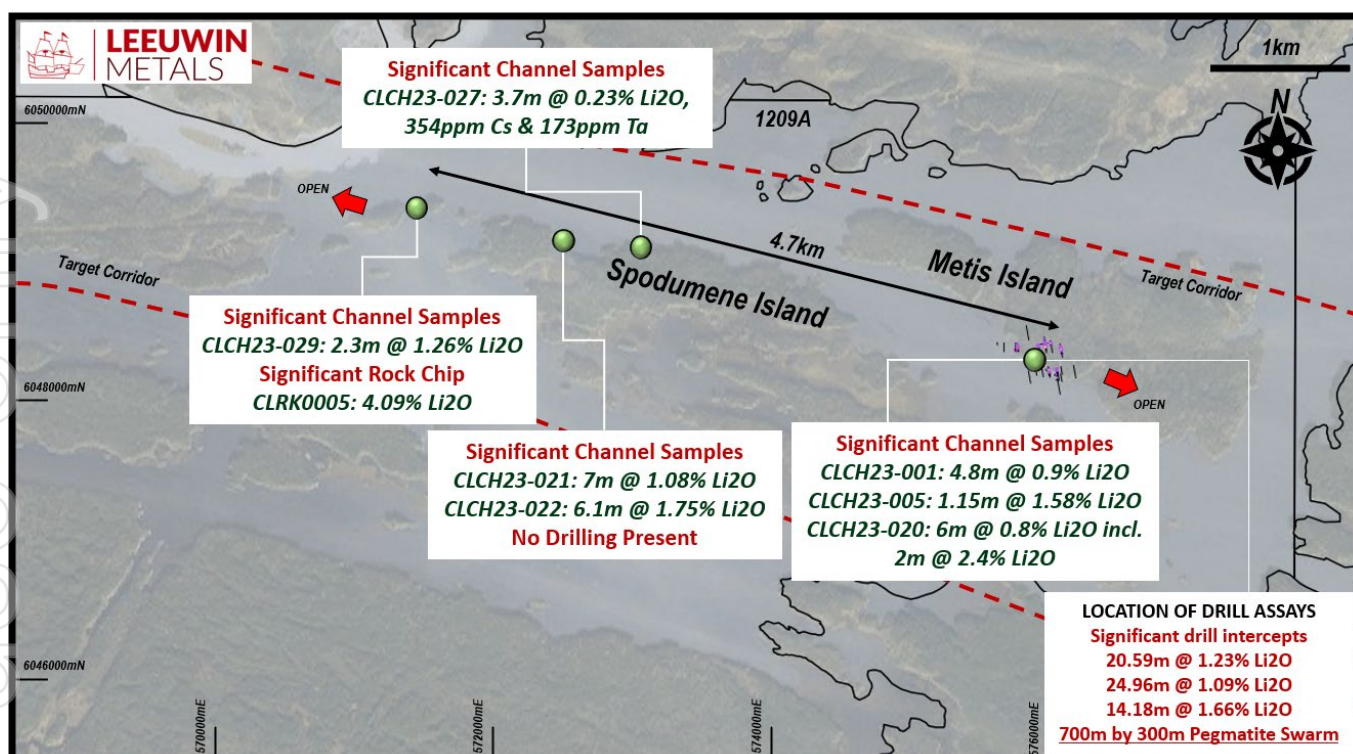 LEEUWIN
METALS
Significant Channel Samples
CLCH23-027: 3.7m @ 0.23% Li2O,
354ppm Cs & 173ppm Ta
1km
N
6050000mN
1209A
OPEN
4.7km
Metis Island
Spodumene Island
Target Corridor
Target Corridor
Significant Channel Samples
CLCH23-029: 2.3m @ 1.26% Li2O
Significant Rock Chip
CLRK0005: 4.09% Li2O
6048000mN
OPEN
Significant Channel Samples
CLCH23-021: 7m @ 1.08% Li2O
CLCH23-022: 6.1m @ 1.75% Li2O
No Drilling Present
Significant Channel Samples
CLCH23-001: 4.8m @ 0.9% Li2O
CLCH23-005: 1.15m @ 1.58% Li2O
CLCH23-020: 6m @ 0.8% Li2O incl.
2m @ 2.4% Li2O
LOCATION OF DRILL ASSAYS
Significant drill intercepts
20.59m @ 1.23% Li2O
24.96m @ 1.09% Li2O
14.18m @ 1.66% Li2O
700m by 300m Pegmatite Swarm
6046000mN
570000mE
572000mE
574000mE
576000mE